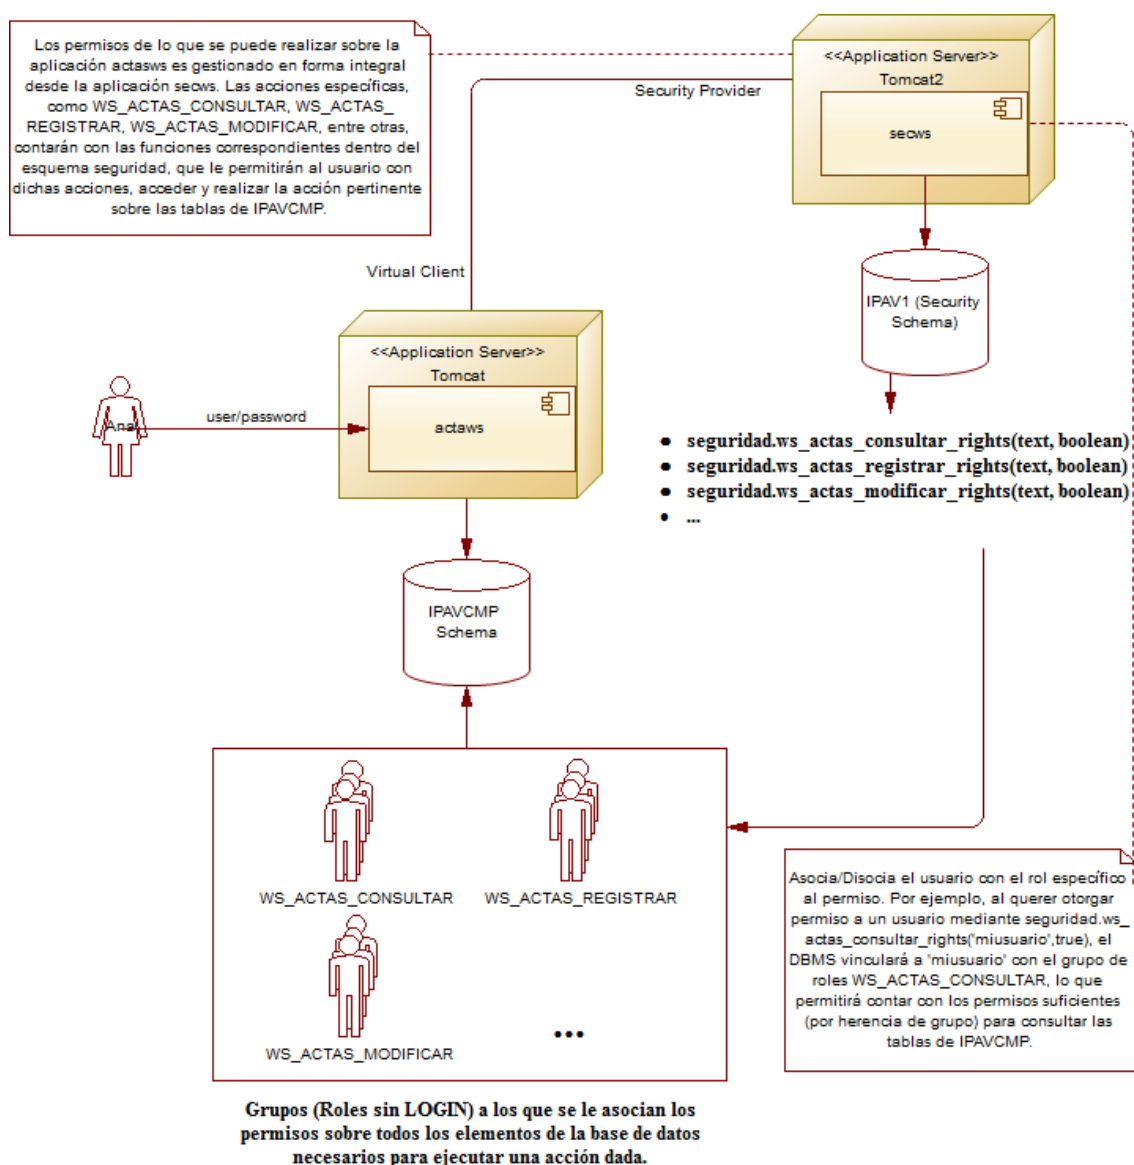 Los permisos de lo que se puede realizar sobre la
aplicación actasws es gestionado en forma integral
desde la aplicación secws. Las acciones específicas,
como WS_ACTAS_CONSULTAR, WS_ACTAS_
REGISTRAR, WS_ACTAS_MODIFICAR, entre otras,
contarán con las funciones correspondientes dentro del
esquema seguridad, que le permitirán al usuario con
dichas acciones, acceder y realizar la acción pertinente
sobre las tablas de IPAVCMP.
<<Application Server>>
Tomcat2
secws
Security Provider
Virtual Client
IPAV1 (Security
Schema)
<<Application Server>>
Tomcat
actaws
Ana
user/password
• seguridad.ws_actas_consultar_rights(text, boolean)
• seguridad.ws_actas_registrar_rights(text, boolean)
• seguridad.ws_actas_modificar_rights(text, boolean)
• ...
IPAVCMP
Schema
WS_ACTAS_CONSULTAR
WS_ACTAS_REGISTRAR
WS_ACTAS_MODIFICAR
...
Asocia/Disocia el usuario con el rol específico
al permiso. Por ejemplo, al querer otorgar
permiso a un usuario mediante seguridad.ws_
actas_consultar_rights('miusuario',true), el
DBMS vinculará a 'miusuario' con el grupo de
roles WS_ACTAS_CONSULTAR, lo que
permitirá contar con los permisos suficientes
(por herencia de grupo) para consultar las
tablas de IPAVCMP.
Grupos (Roles sin LOGIN) a los que se le asocian los
permisos sobre todos los elementos de la base de datos
necesarios para ejecutar una acción dada.